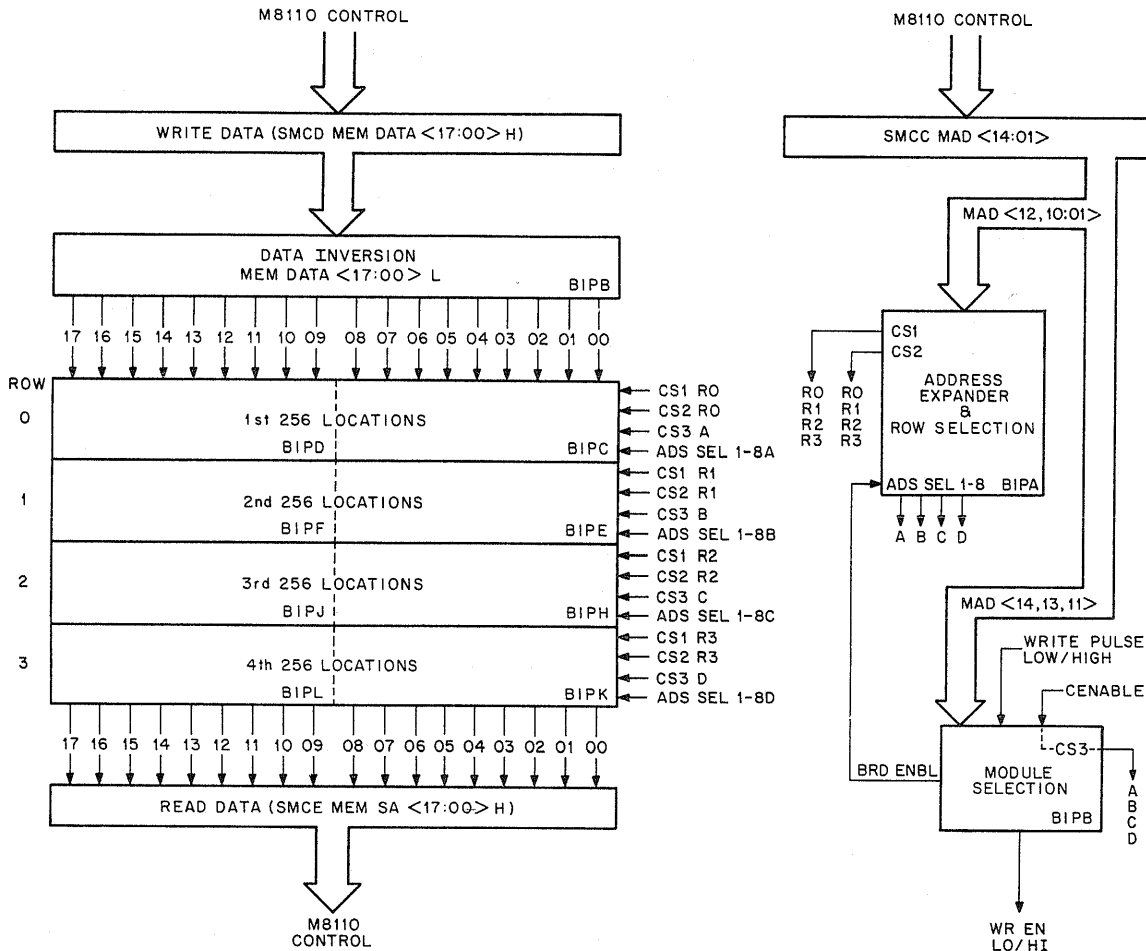 M8110 CONTROL
WRITE DATA (SMCD MEM DATA <17:00> H)
DATA INVERSION
MEM DATA <17:00> L
BIPB
17 16 15 14 13 12 11 10 09 08 07 06 05 04 03 02 01 00
ROW
0
1st 256 LOCATIONS
BIPD
BIPC
CS1 R0
CS2 R0
CS3 A
ADS SEL 1-8A
1
2nd 256 LOCATIONS
BIPF
BIPE
CS1 R1
CS2 R1
CS3 B
ADS SEL 1-8B
2
3rd 256 LOCATIONS
BIPJ
BIPH
CS1 R2
CS2 R2
CS3 C
ADS SEL 1-8C
3
4th 256 LOCATIONS
BIPL
BIPK
CS1 R3
CS2 R3
CS3 D
ADS SEL 1-8D
17 16 15 14 13 12 11 10 09 08 07 06 05 04 03 02 01 00
READ DATA (SMCE MEM SA <17:00> H)
M8110
CONTROL
M8110 CONTROL
SMCC MAD <14:01>
MAD <12,10:01>
CS1
CS2
R0 R0
R1 R1
R2 R2
R3 R3
ADDRESS
EXPANDER
&
ROW SELECTION
ADS SEL 1-8 BIPA
A B C D
MAD <14,13,11>
WRITE PULSE
LOW/HIGH
CENABLE
CS3
BRD ENBL
MODULE
SELECTION
BIPB
A
B
C
D
WR EN
LO/HI